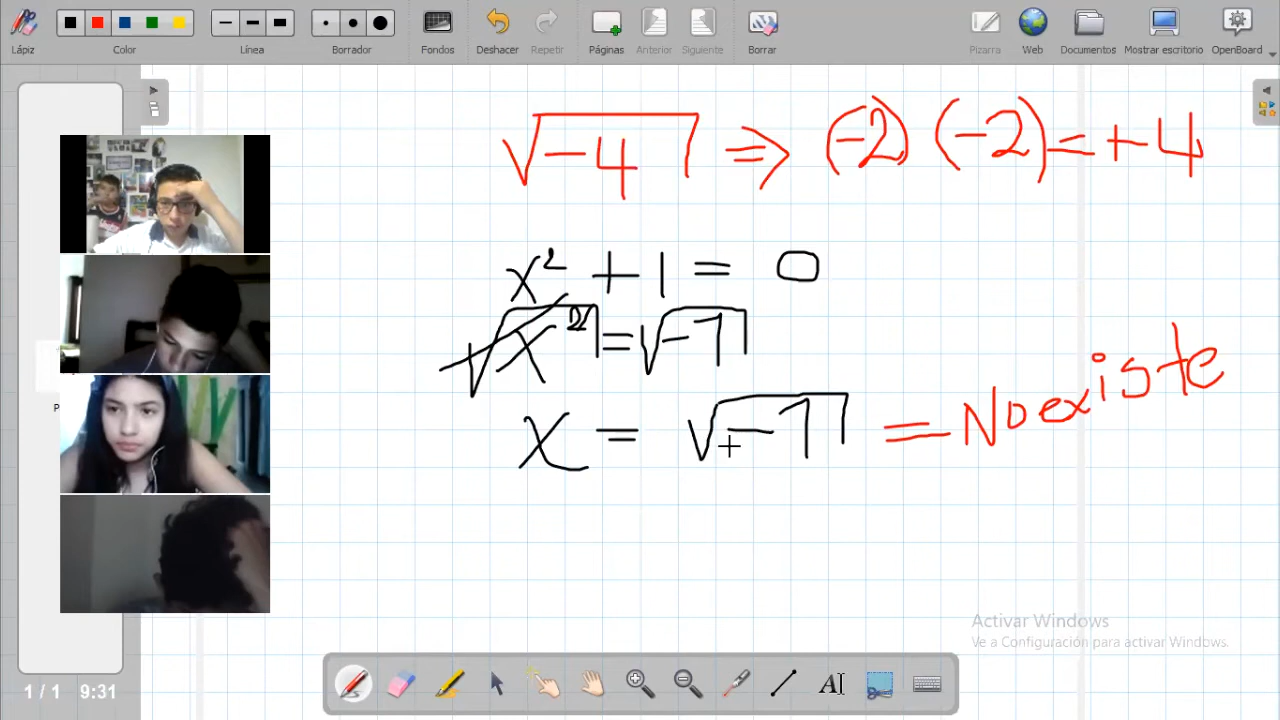 Lápiz
Color
Línea
Borrador
Fondos
Deshacer
Repetir
Páginas
Anterior
Siguiente
Borrar
Pizarra
Web
Documentos
Mostrar escritorio
OpenBoard
√-4 ⇒ (-2) (-2) = +4
x² + 1 = 0
√x² = √-1
x = √-1 = No existe
P
Activar Windows
Ve a Configuración para activar Windows.
1 / 1 9:31
AI